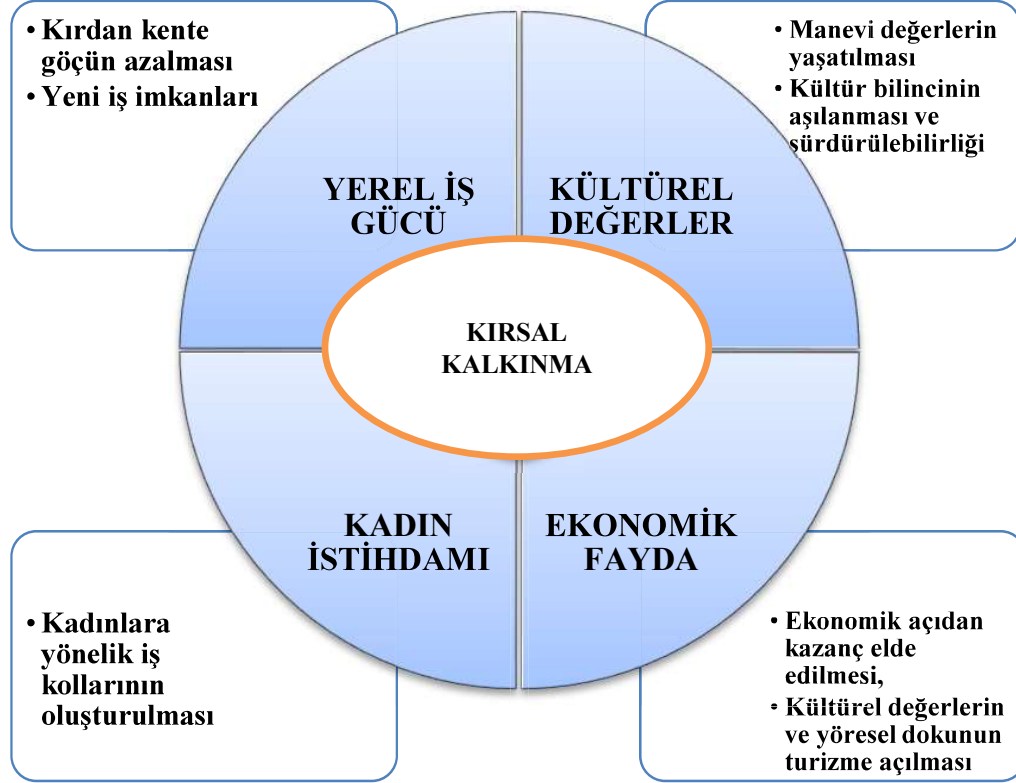 • Kırdan kente
göçün azalması
• Yeni iş imkanları
• Manevi değerlerin
yaşatılması
• Kültür bilincinin
aşılanması ve
sürdürülebilirliği
YEREL İŞ
GÜCÜ
KÜLTÜREL
DEĞERLER
KIRSAL
KALKINMA
KADIN
İSTİHDAMI
EKONOMİK
FAYDA
• Kadınlara
yönelik iş
kollarının
oluşturulması
• Ekonomik açıdan
kazanç elde
edilmesi,
• Kültürel değerlerin
ve yöresel dokunun
turizme açılması